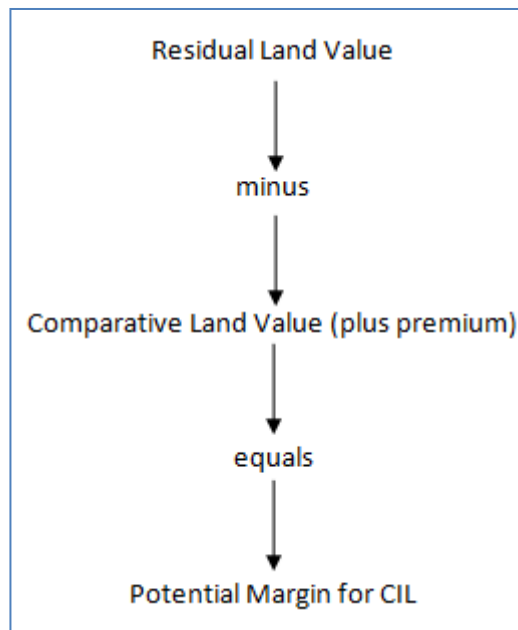 Residual Land Value
minus
Comparative Land Value (plus premium)
equals
Potential Margin for CIL